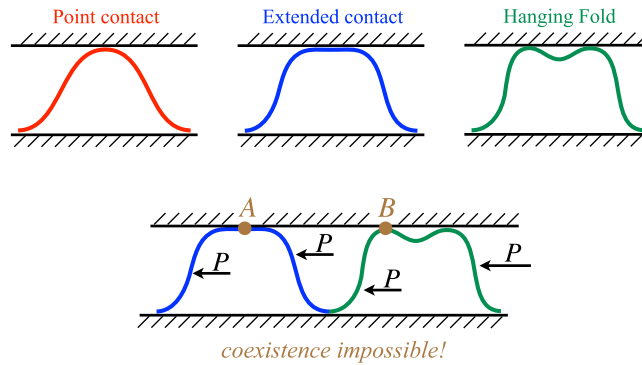 Point contact
Extended contact
Hanging Fold
A
B
P
P
P
P
coexistence impossible!